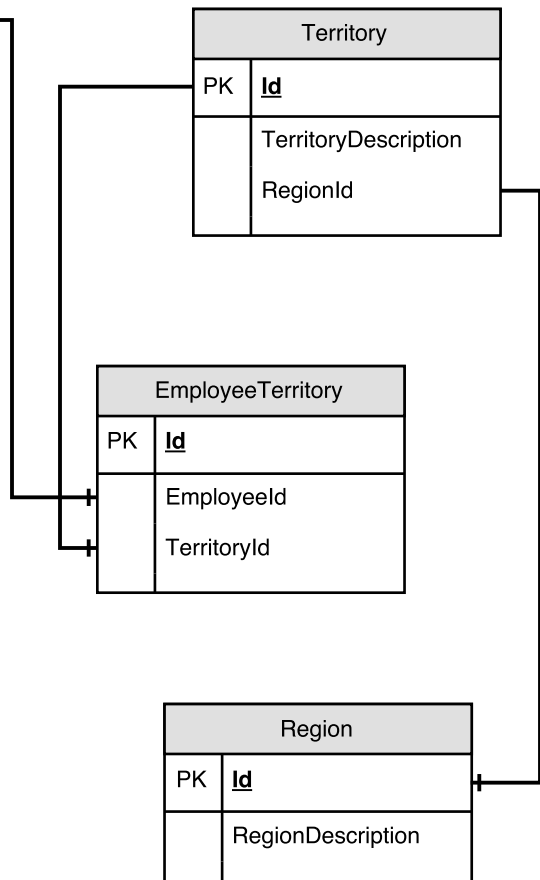 Territory
PK Id
TerritoryDescription
RegionId
EmployeeTerritory
PK Id
EmployeeId
TerritoryId
Region
PK Id
RegionDescription